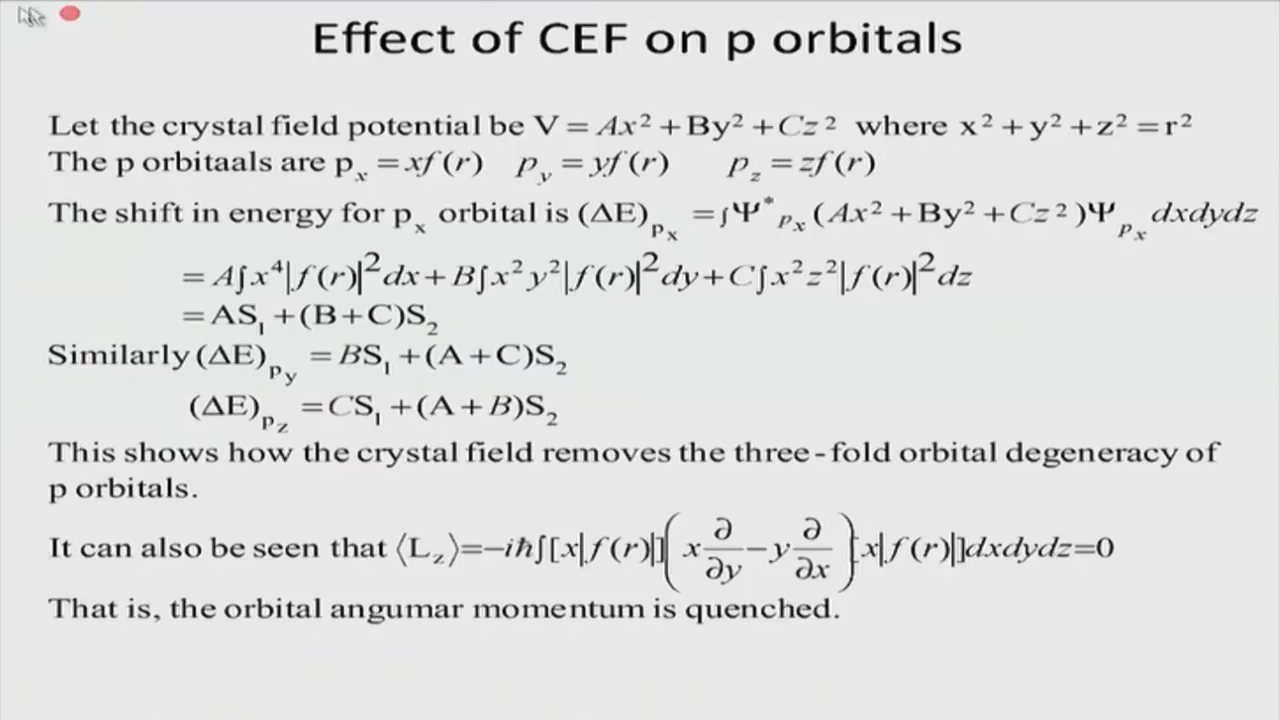 Effect of CEF on p orbitals
Let the crystal field potential be V = Ax² + By² + Cz² where x² + y² + z² = r²
The p orbitaals are pₓ = xf(r) p_y = yf(r) p_z = zf(r)
The shift in energy for pₓ orbital is (ΔE)_pₓ = ∫Ψ*_pₓ (Ax² + By² + Cz²)Ψ_pₓ dxdydz
= A∫x⁴|f(r)|²dx + B∫x²y²|f(r)|²dy + C∫x²z²|f(r)|²dz
= AS₁ + (B + C)S₂
Similarly (ΔE)_p_y = BS₁ + (A + C)S₂
(ΔE)_p_z = CS₁ + (A + B)S₂
This shows how the crystal field removes the three-fold orbital degeneracy of
p orbitals.
It can also be seen that ⟨L_z⟩=−iħ∫[x|f(r)|](x ∂/∂y − y ∂/∂x)[x|f(r)|]dxdydz=0
That is, the orbital angumar momentum is quenched.